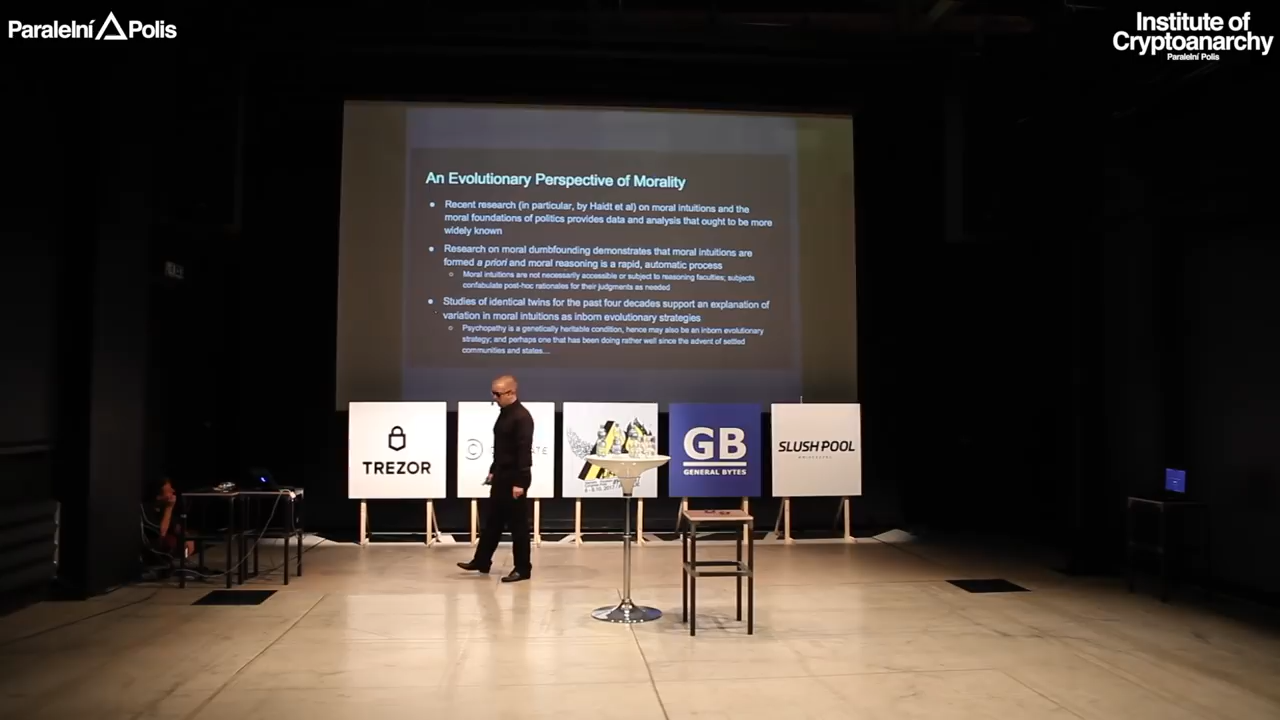 Paralelní Polis
Institute of
Cryptoanarchy
Paralelní Polis
An Evolutionary Perspective of Morality
Recent research (in particular, by Haidt et al) on moral intuitions and the
moral foundations of politics provides data and analysis that ought to be more
widely known
Research on moral dumbfounding demonstrates that moral intuitions are
formed a priori and moral reasoning is a rapid, automatic process
Moral intuitions are not necessarily accessible or subject to reasoning faculties; subjects
confabulate post-hoc rationales for their judgments as needed
Studies of identical twins for the past four decades support an explanation of
variation in moral intuitions as inborn evolutionary strategies
Psychopathy is a genetically heritable condition, hence may also be an inborn evolutionary
strategy; and perhaps one that has been doing rather well since the advent of settled
communities and states...
TREZOR
GB
GENERAL BYTES
SLUSH POOL